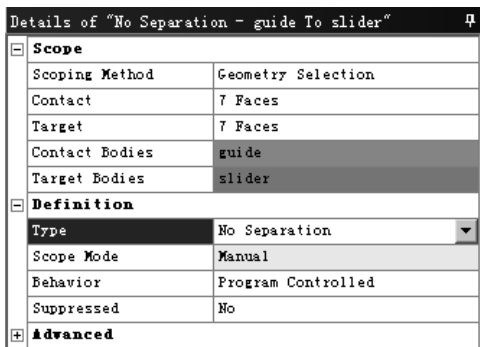 Details of "No Separation - guide To slider"
Scope
Scoping Method Geometry Selection
Contact 7 Faces
Target 7 Faces
Contact Bodies guide
Target Bodies slider
Definition
Type No Separation
Scope Mode Manual
Behavior Program Controlled
Suppressed No
Advanced